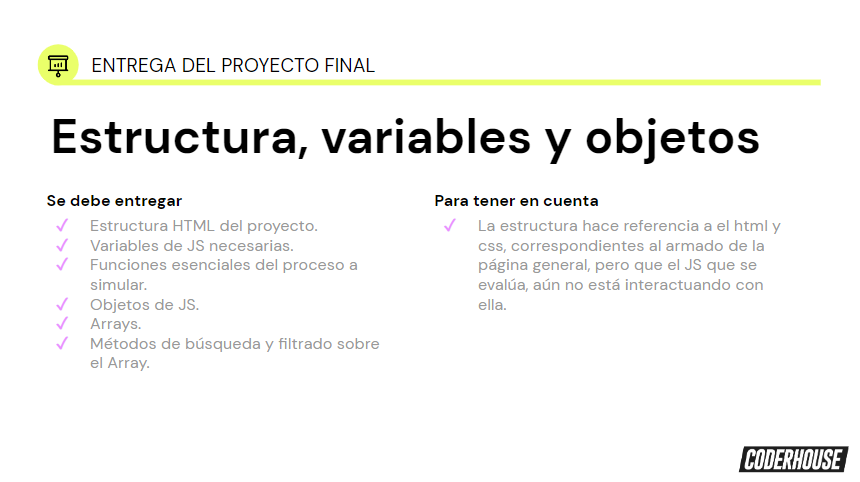 ENTREGA DEL PROYECTO FINAL
Estructura, variables y objetos
Se debe entregar
✓ Estructura HTML del proyecto.
✓ Variables de JS necesarias.
✓ Funciones esenciales del proceso a
simular.
✓ Objetos de JS.
✓ Arrays.
✓ Métodos de búsqueda y filtrado sobre
el Array.
Para tener en cuenta
✓ La estructura hace referencia a el html y
css, correspondientes al armado de la
página general, pero que el JS que se
evalúa, aún no está interactuando con
ella.
CODERHOUSE